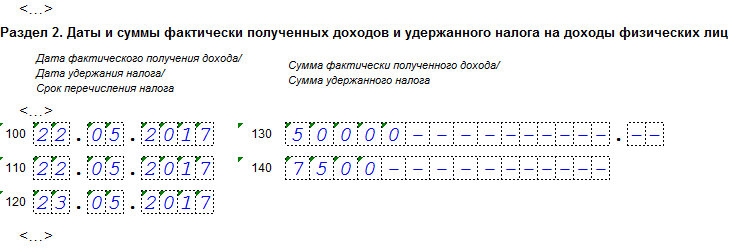 <...>
Раздел 2. Даты и суммы фактически полученных доходов и удержанного налога на доходы физических лиц
Дата фактического получения дохода/
Дата удержания налога/
Срок перечисления налога
Сумма фактически полученного дохода/
Сумма удержанного налога
<...>
100 22.05.2017 130 50000----------.--
110 22.05.2017 140 7500----------
120 23.05.2017
<...>